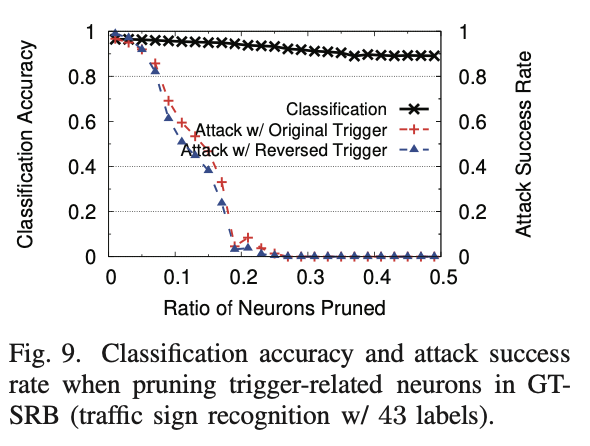 1
0.8
0.6
0.4
0.2
0
Classification Accuracy
1
0.8
0.6
0.4
0.2
0
Attack Success Rate
Classification
Attack w/ Original Trigger
Attack w/ Reversed Trigger
0 0.1 0.2 0.3 0.4 0.5
Ratio of Neurons Pruned
Fig. 9. Classification accuracy and attack success
rate when pruning trigger-related neurons in GT-
SRB (traffic sign recognition w/ 43 labels).